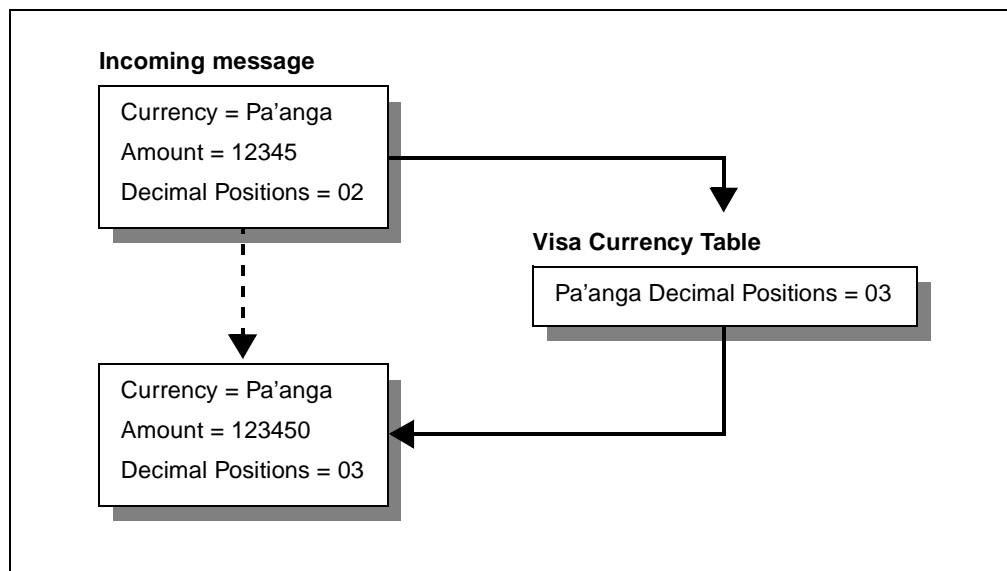 Incoming message
Currency = Pa’anga
Amount = 12345
Decimal Positions = 02
Visa Currency Table
Pa’anga Decimal Positions = 03
Currency = Pa’anga
Amount = 123450
Decimal Positions = 03